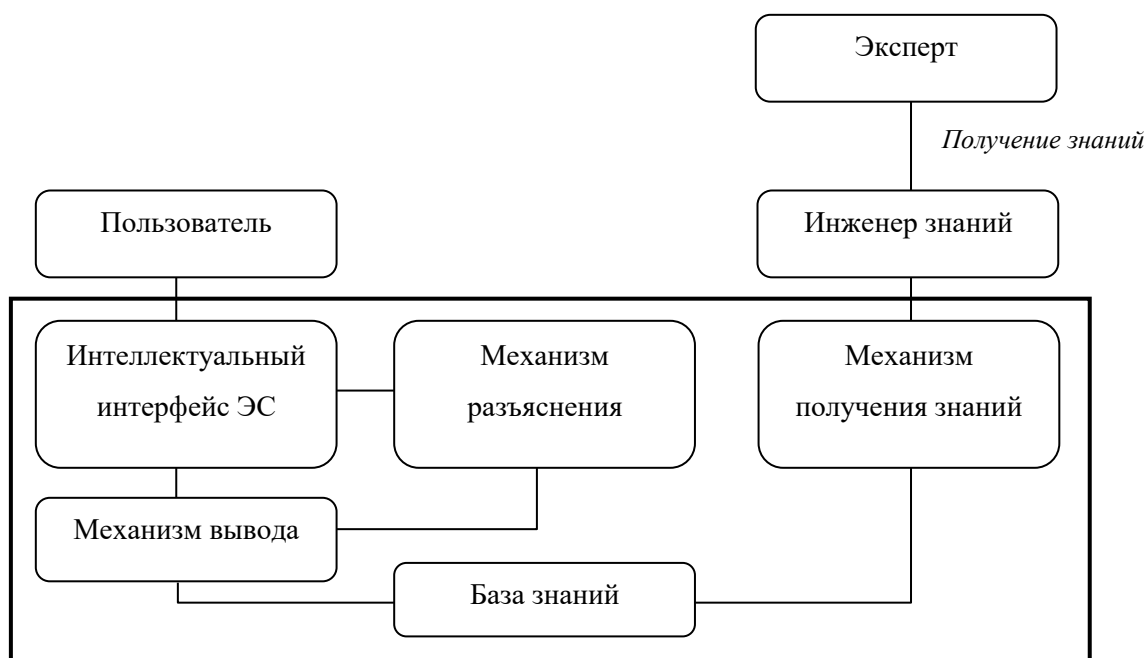 Эксперт
Получение знаний
Пользователь
Инженер знаний
Интеллектуальный
интерфейс ЭС
Механизм
разъяснения
Механизм
получения знаний
Механизм вывода
База знаний